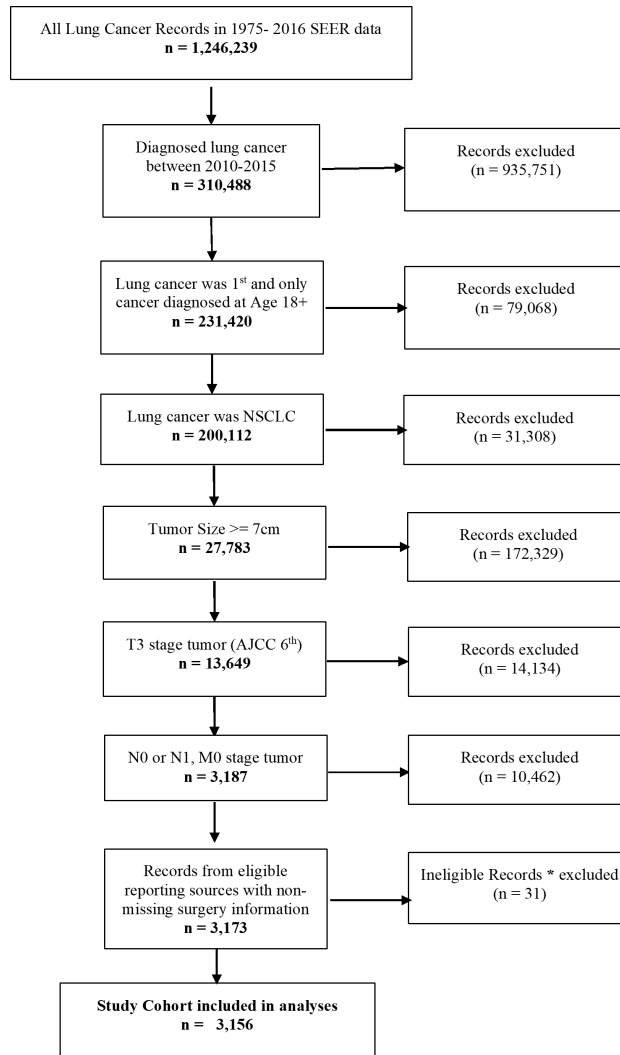 All Lung Cancer Records in 1975- 2016 SEER data
n = 1,246,239
Diagnosed lung cancer
between 2010-2015
n = 310,488
Records excluded
(n = 935,751)
Lung cancer was 1st and only
cancer diagnosed at Age 18+
n = 231,420
Records excluded
(n = 79,068)
Lung cancer was NSCLC
n = 200,112
Records excluded
(n = 31,308)
Tumor Size >= 7cm
n = 27,783
Records excluded
(n = 172,329)
T3 stage tumor (AJCC 6th)
n = 13,649
Records excluded
(n = 14,134)
N0 or N1, M0 stage tumor
n = 3,187
Records excluded
(n = 10,462)
Records from eligible
reporting sources with non-
missing surgery information
n = 3,173
Ineligible Records * excluded
(n = 31)
Study Cohort included in analyses
n = 3,156